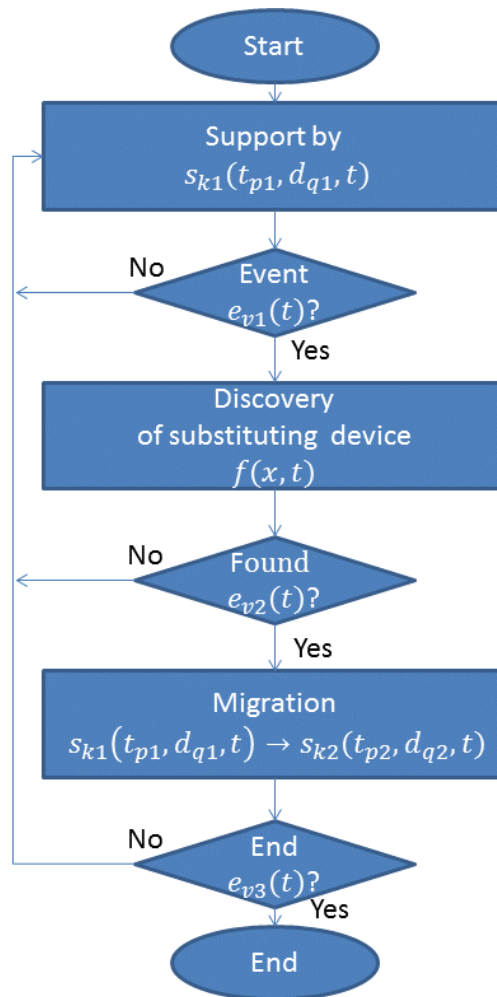 Start
Support by
$s_{k1}(t_{p1}, d_{q1}, t)$
No
Event
$e_{v1}(t)$?
Yes
Discovery
of substituting device
$f(x, t)$
No
Found
$e_{v2}(t)$?
Yes
Migration
$s_{k1}(t_{p1}, d_{q1}, t) \rightarrow s_{k2}(t_{p2}, d_{q2}, t)$
No
End
$e_{v3}(t)$?
Yes
End